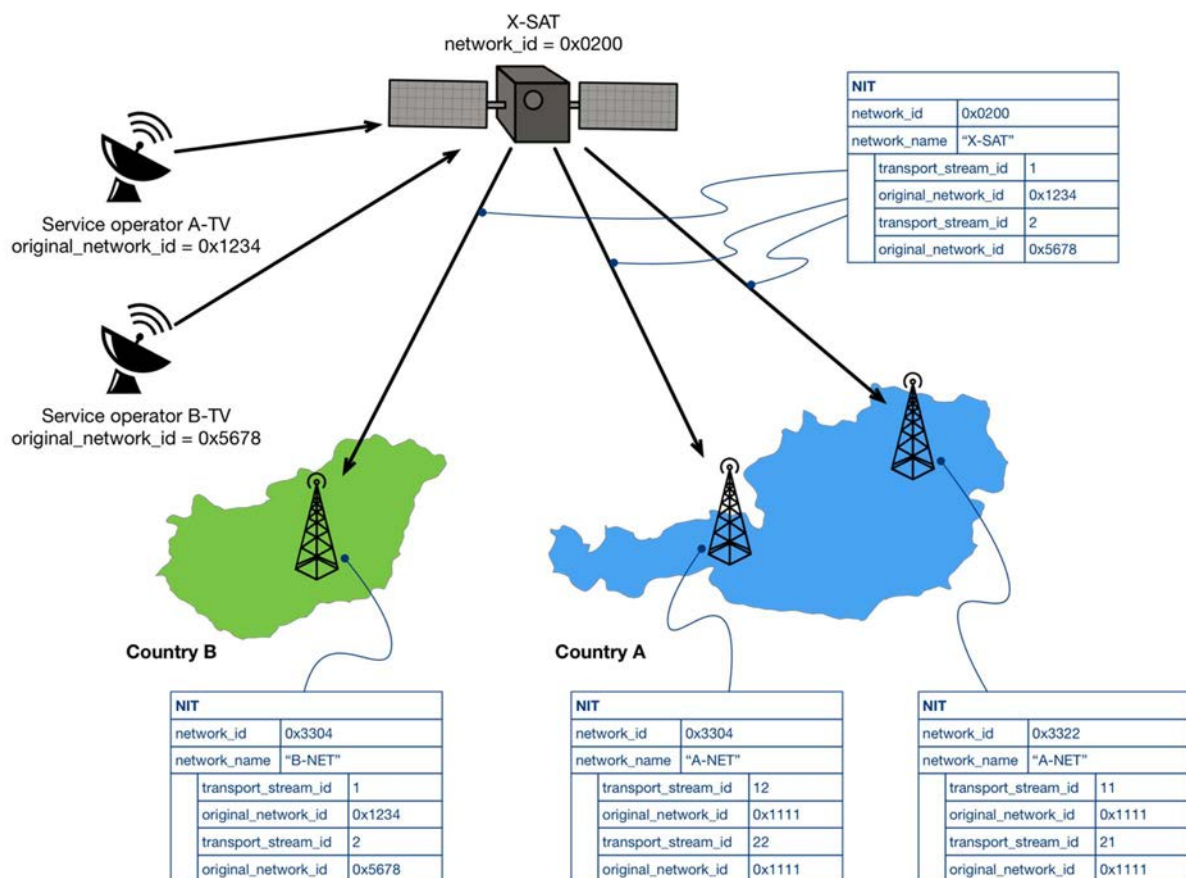 X-SAT
network_id = 0x0200
NIT
network_id 0x0200
network_name "X-SAT"
transport_stream_id 1
original_network_id 0x1234
transport_stream_id 2
original_network_id 0x5678
Service operator A-TV
original_network_id = 0x1234
Service operator B-TV
original_network_id = 0x5678
Country B
Country A
NIT
network_id 0x3304
network_name "B-NET"
transport_stream_id 1
original_network_id 0x1234
transport_stream_id 2
original_network_id 0x5678
NIT
network_id 0x3304
network_name "A-NET"
transport_stream_id 12
original_network_id 0x1111
transport_stream_id 22
original_network_id 0x1111
NIT
network_id 0x3322
network_name "A-NET"
transport_stream_id 11
original_network_id 0x1111
transport_stream_id 21
original_network_id 0x1111